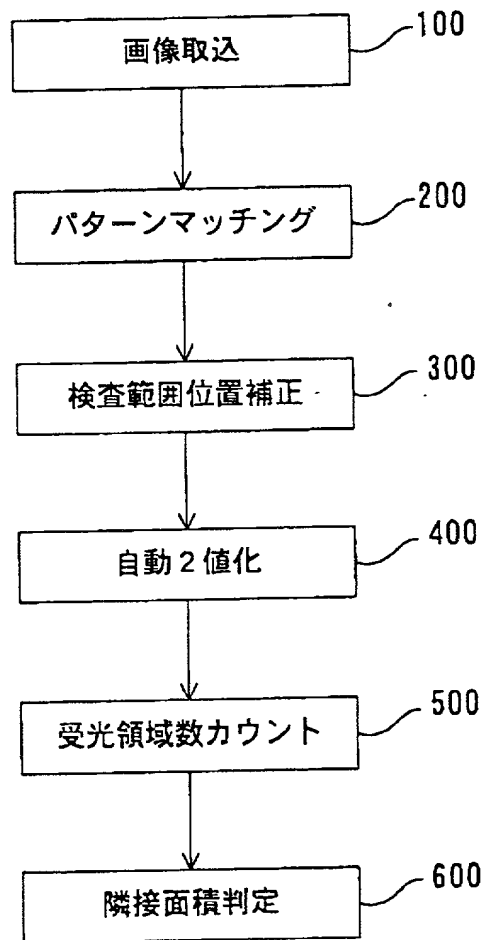 100
画像取込
200
パターンマッチング
300
検査範囲位置補正
400
自動2値化
500
受光領域数カウント
600
隣接面積判定